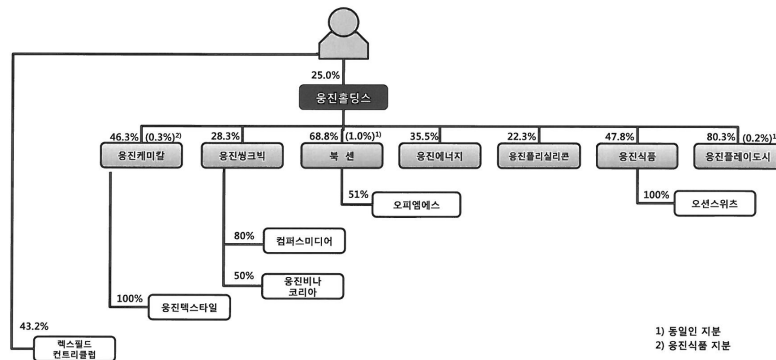 25.0%
웅진홀딩스
46.3% (0.3%)2)
28.3%
68.8% (1.0%)1)
35.5%
22.3%
47.8%
80.3% (0.2%)1)
웅진케미칼
웅진씽크빅
북 센
웅진에너지
웅진폴리실리콘
웅진식품
웅진플레이도시
51%
오피엠에스
100%
오션스위츠
80%
컴퍼스미디어
50%
웅진비나
코리아
100%
웅진텍스타일
43.2%
렉스필드
컨트리클럽
1) 동일인 지분
2) 웅진식품 지분